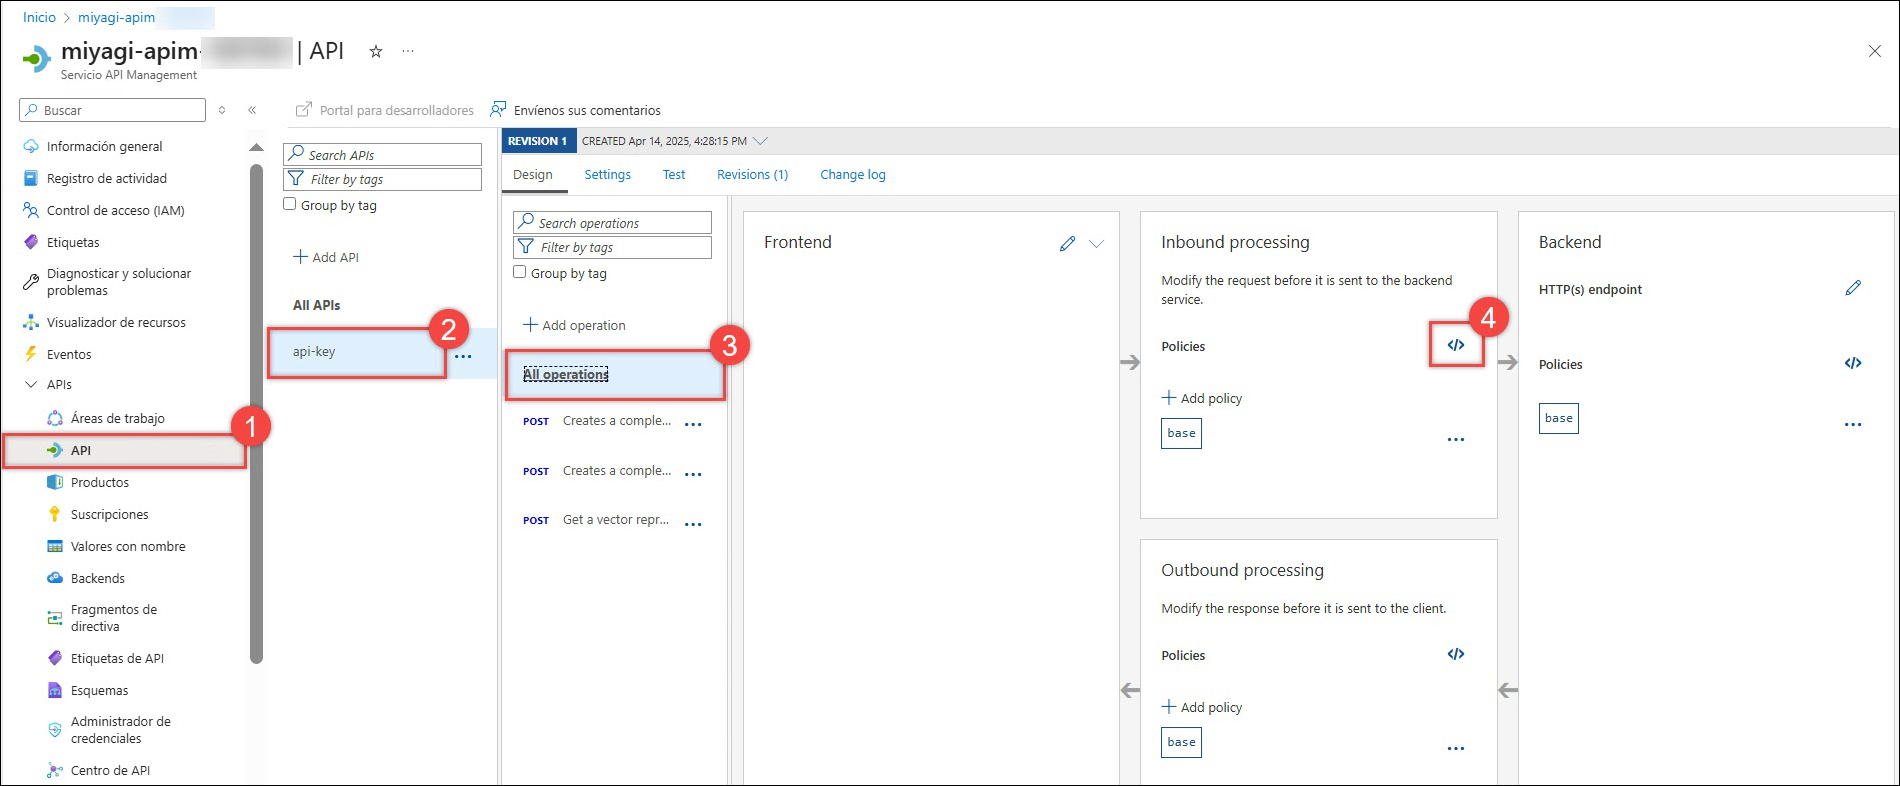 Inicio > miyagi-apim
miyagi-apim- | API
Servicio API Management
Buscar
Información general
Registro de actividad
Control de acceso (IAM)
Etiquetas
Diagnosticar y solucionar
problemas
Visualizador de recursos
Eventos
APIs
Áreas de trabajo
API
1
Productos
Suscripciones
Valores con nombre
Backends
Fragmentos de
directiva
Etiquetas de API
Esquemas
Administrador de
credenciales
Centro de API
Portal para desarrolladores
Envíenos sus comentarios
Search APIs
Filter by tags
Group by tag
Add API
All APIs
api-key
2
REVISION 1 CREATED Apr 14, 2025, 4:28:15 PM
Design Settings Test Revisions (1) Change log
Search operations
Filter by tags
Group by tag
Add operation
All operations
3
POST Creates a comple...
POST Creates a comple...
POST Get a vector repr...
Frontend
Inbound processing
Modify the request before it is sent to the backend
service.
Policies </>
4
Add policy
base
Outbound processing
Modify the response before it is sent to the client.
Policies </>
Add policy
base
Backend
HTTP(s) endpoint
Policies </>
base